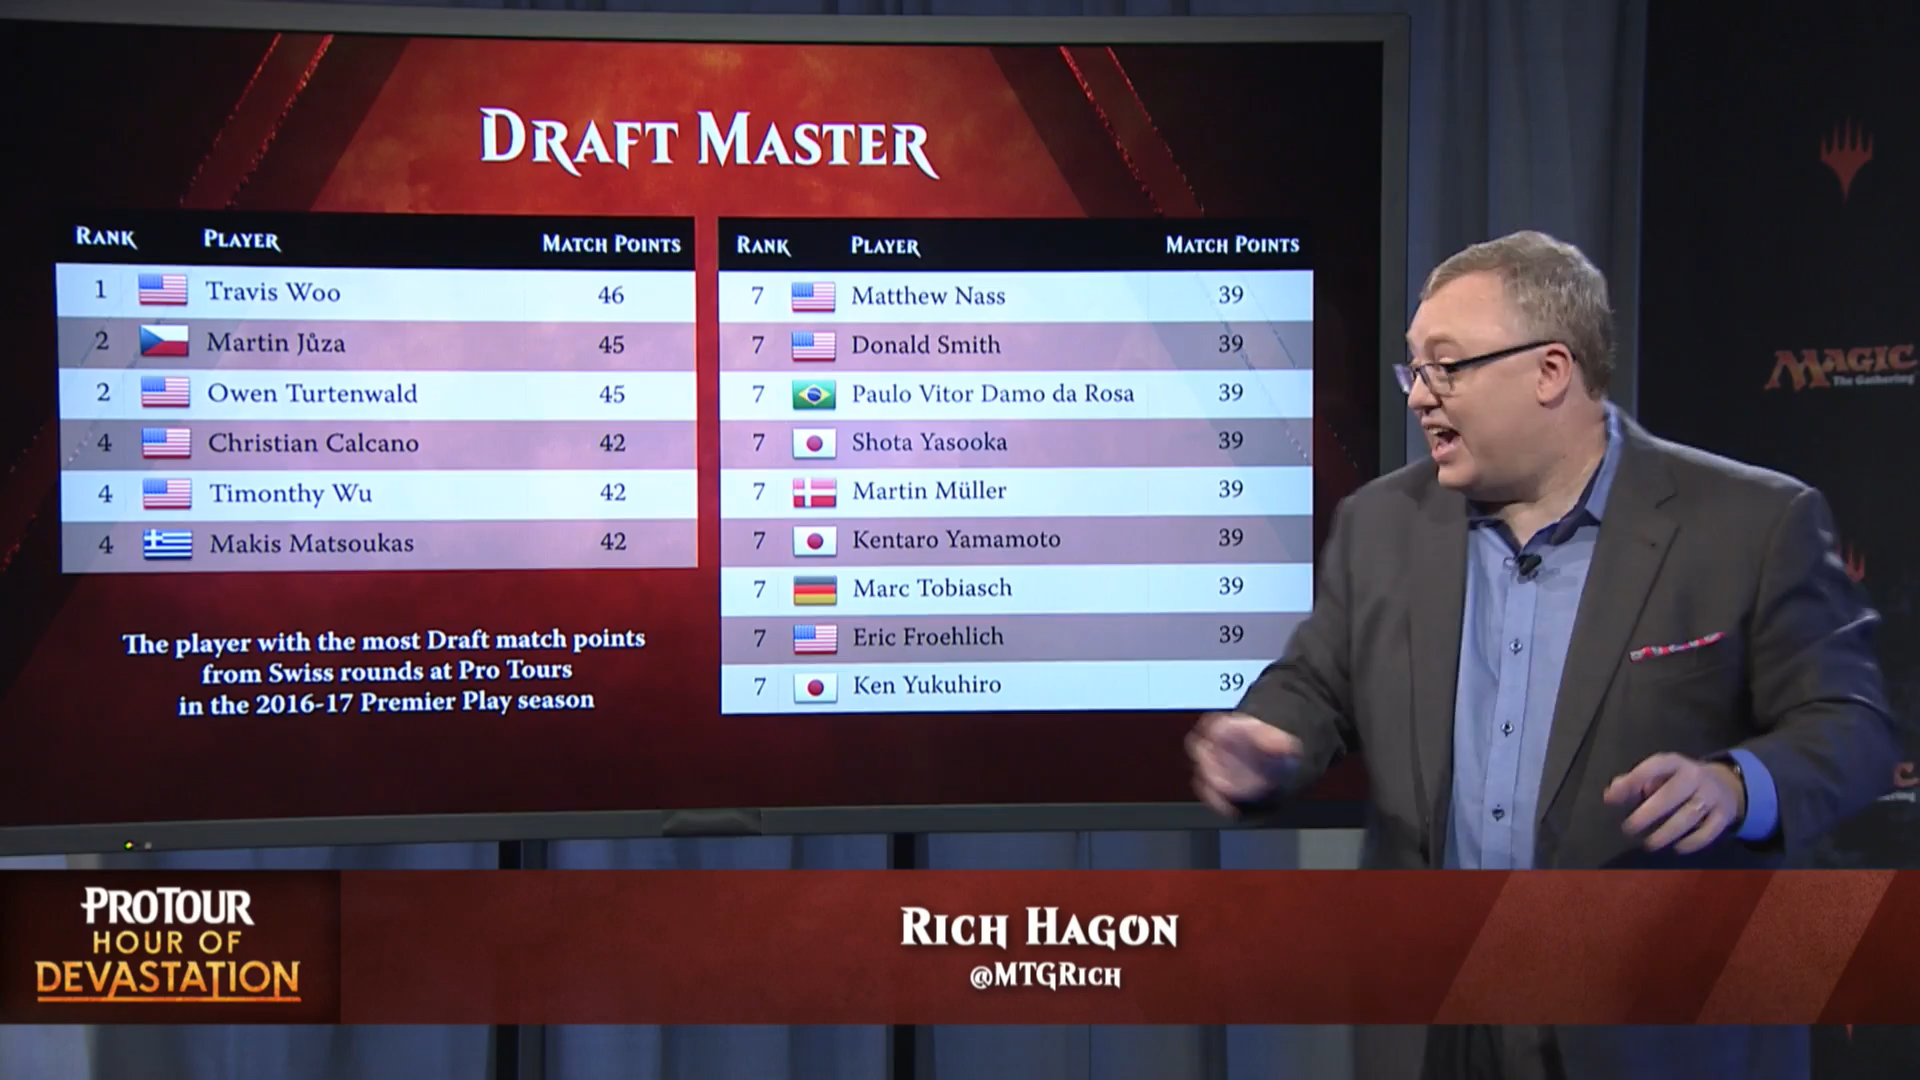 DRAFT MASTER
RANK PLAYER MATCH POINTS
1 Travis Woo 46
2 Martin Jůza 45
2 Owen Turtenwald 45
4 Christian Calcano 42
4 Timonthy Wu 42
4 Makis Matsoukas 42
The player with the most Draft match points
from Swiss rounds at Pro Tours
in the 2016-17 Premier Play season
RANK PLAYER MATCH POINTS
7 Matthew Nass 39
7 Donald Smith 39
7 Paulo Vitor Damo da Rosa 39
7 Shota Yasooka 39
7 Martin Müller 39
7 Kentaro Yamamoto 39
7 Marc Tobiasch 39
7 Eric Froehlich 39
7 Ken Yukuhiro 39
MAGIC
The Gathering
PRO TOUR
HOUR OF
DEVASTATION
RICH HAGON
@MTGRICH